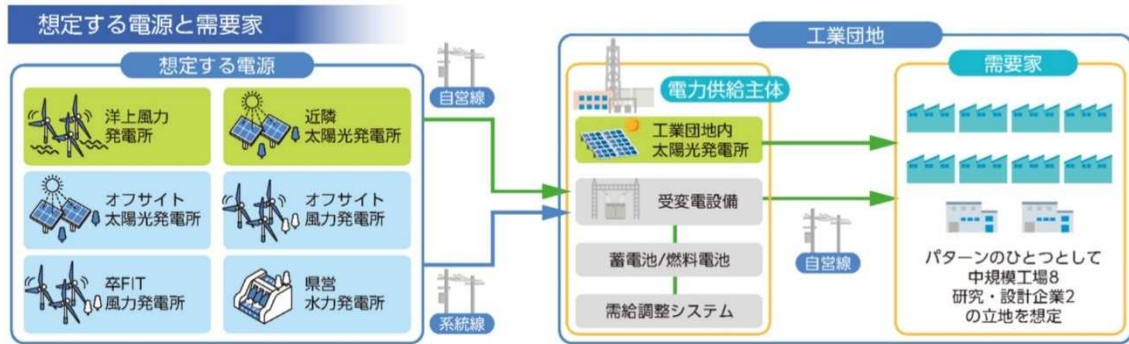 想定する電源と需要家
想定する電源
洋上風力
発電所
近隣
太陽光発電所
オフサイト
太陽光発電所
オフサイト
風力発電所
卒FIT
風力発電所
県営
水力発電所
自営線
系統線
工業団地
電力供給主体
工業団地内
太陽光発電所
受変電設備
蓄電池/燃料電池
需給調整システム
自営線
需要家
パターンのひとつとして
中規模工場8
研究・設計企業2
の立地を想定